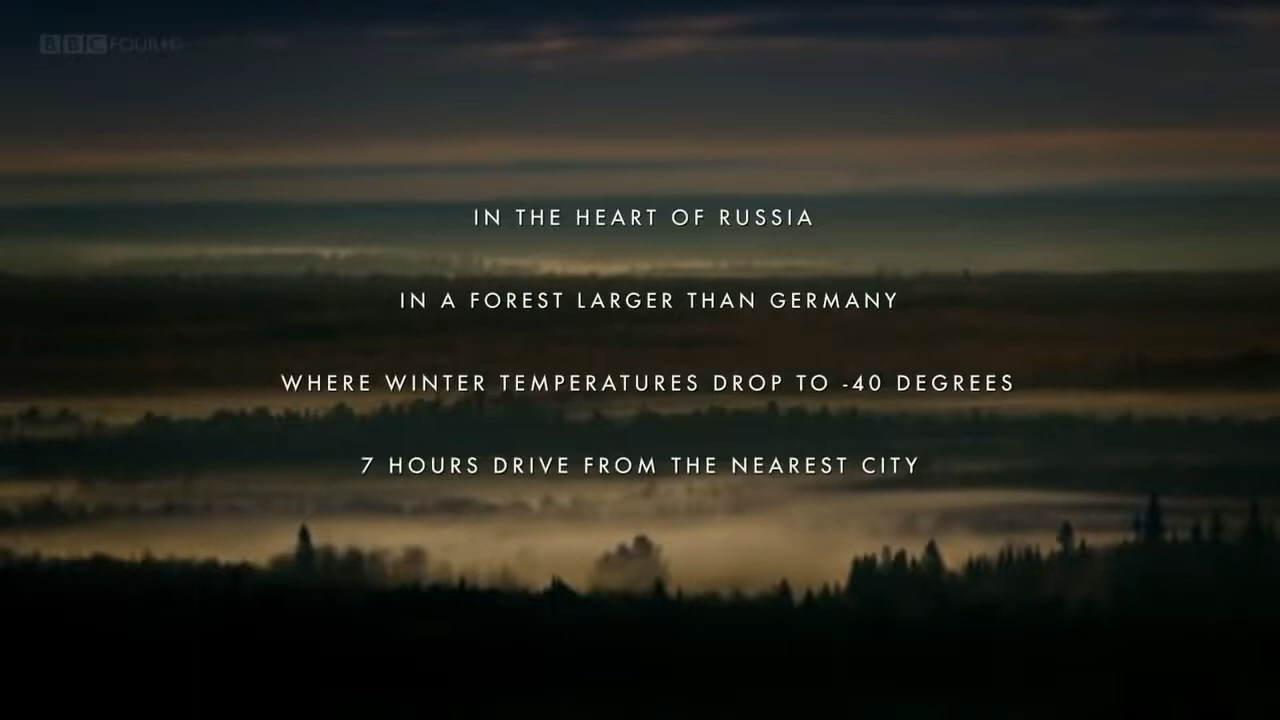 BBC FOUR HD
IN THE HEART OF RUSSIA
IN A FOREST LARGER THAN GERMANY
WHERE WINTER TEMPERATURES DROP TO -40 DEGREES
7 HOURS DRIVE FROM THE NEAREST CITY